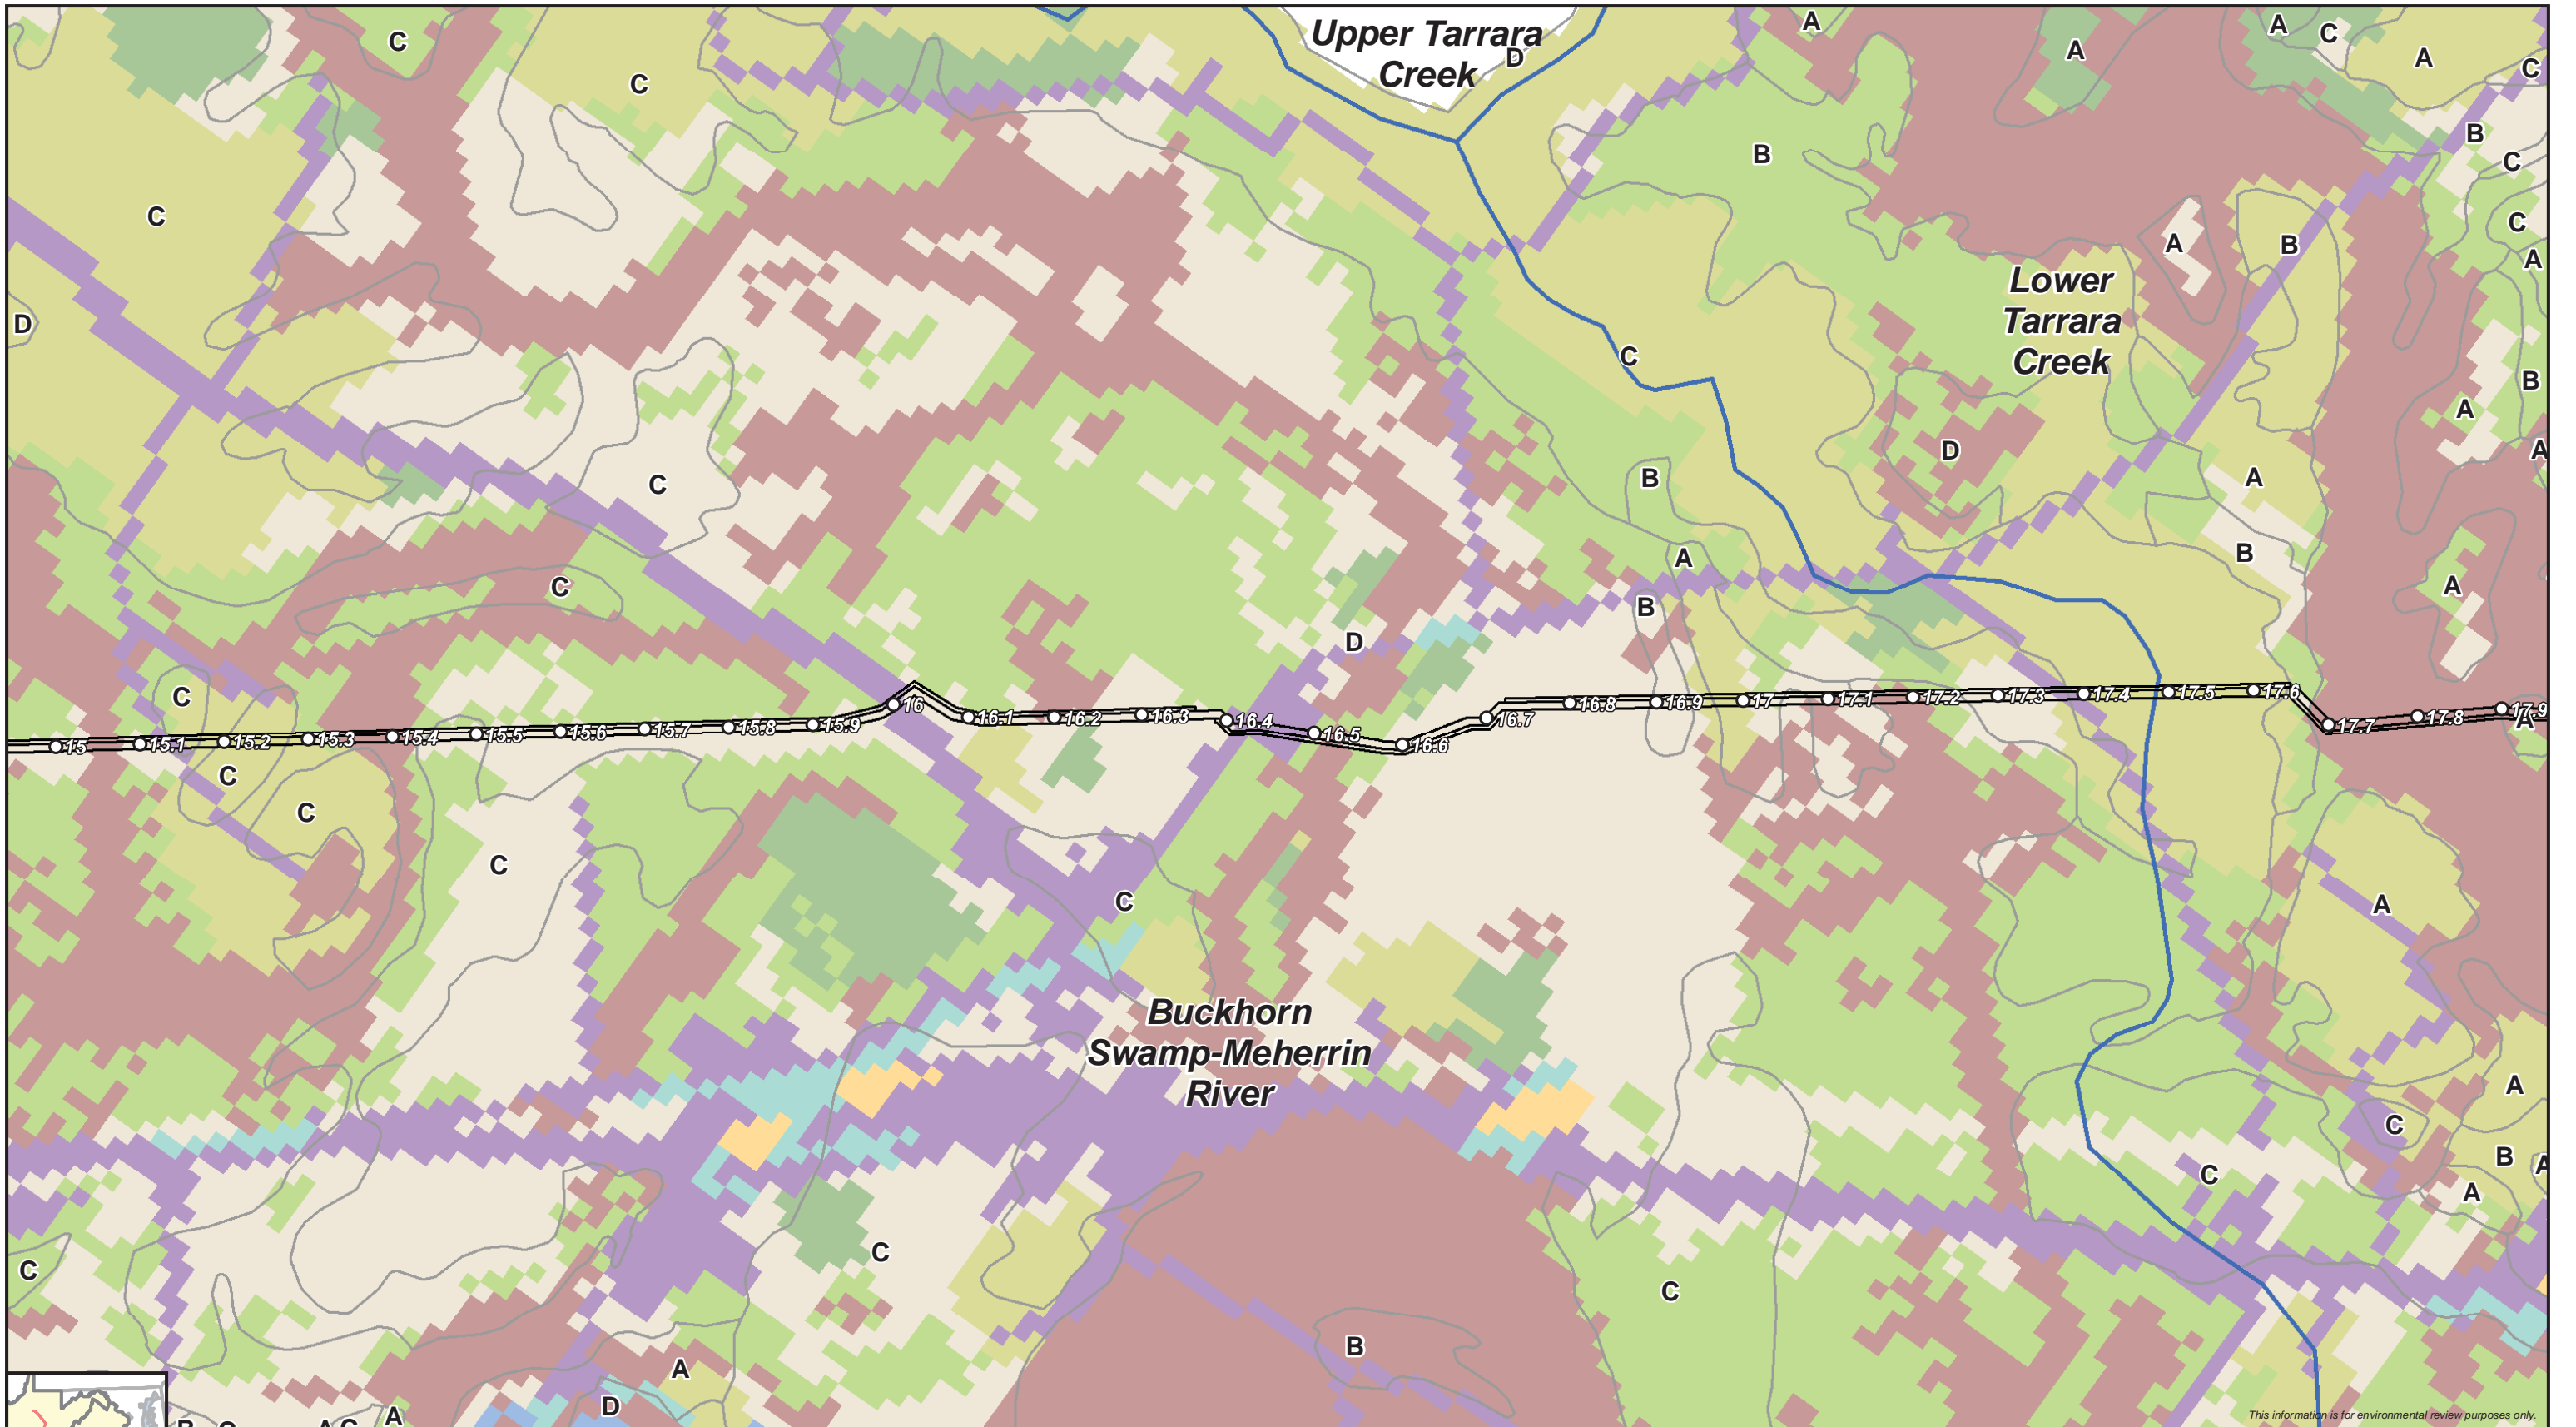 Upper Tarrara
Creek
D
C
C
A
A
A
C
A
C
B
B
C
C
C
A
B
A
Lower
Tarrara
Creek
D
C
B
A
D
C
B
A
A
B
A
A
C
A
B
D
C
C
15
15.1
15.2
15.3
15.4
15.5
15.6
15.7
15.8
15.9
16
16.1
16.2
16.3
16.4
16.5
16.6
16.7
16.8
16.9
17
17.1
17.2
17.3
17.4
17.5
17.6
17.7
17.8
17.9
A
C
C
C
C
A
Buckhorn
Swamp-Meherrin
River
A
C
B
A
C
A
C
C
C
B
A
D
A
This information is for environmental review purposes only.